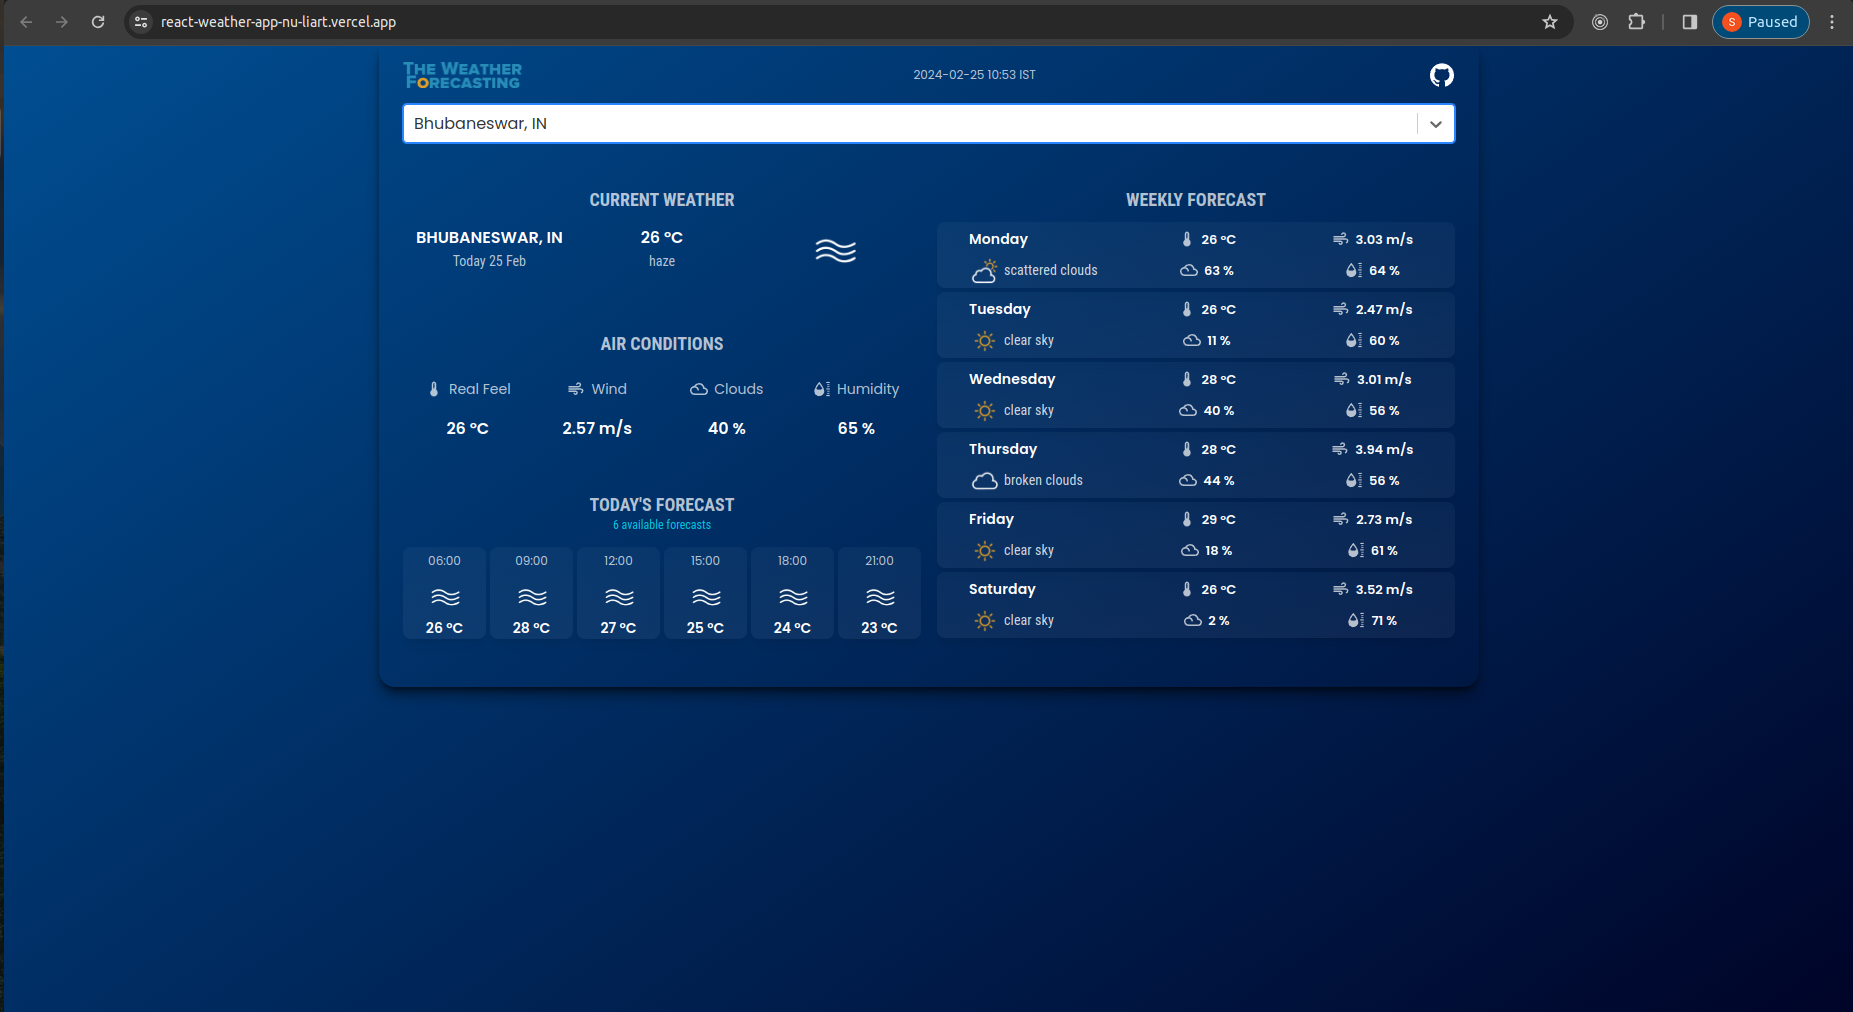 react-weather-app-nu-liart.vercel.app
S Paused
THE WEATHER
FORECASTING
2024-02-25 10:53 IST
Bhubaneswar, IN
CURRENT WEATHER
BHUBANESWAR, IN
Today 25 Feb
26 °C
haze
AIR CONDITIONS
Real Feel Wind Clouds Humidity
26 °C 2.57 m/s 40 % 65 %
TODAY'S FORECAST
6 available forecasts
06:00 09:00 12:00 15:00 18:00 21:00
26 °C 28 °C 27 °C 25 °C 24 °C 23 °C
WEEKLY FORECAST
Monday 26 °C 3.03 m/s
scattered clouds 63 % 64 %
Tuesday 26 °C 2.47 m/s
clear sky 11 % 60 %
Wednesday 28 °C 3.01 m/s
clear sky 40 % 56 %
Thursday 28 °C 3.94 m/s
broken clouds 44 % 56 %
Friday 29 °C 2.73 m/s
clear sky 18 % 61 %
Saturday 26 °C 3.52 m/s
clear sky 2 % 71 %